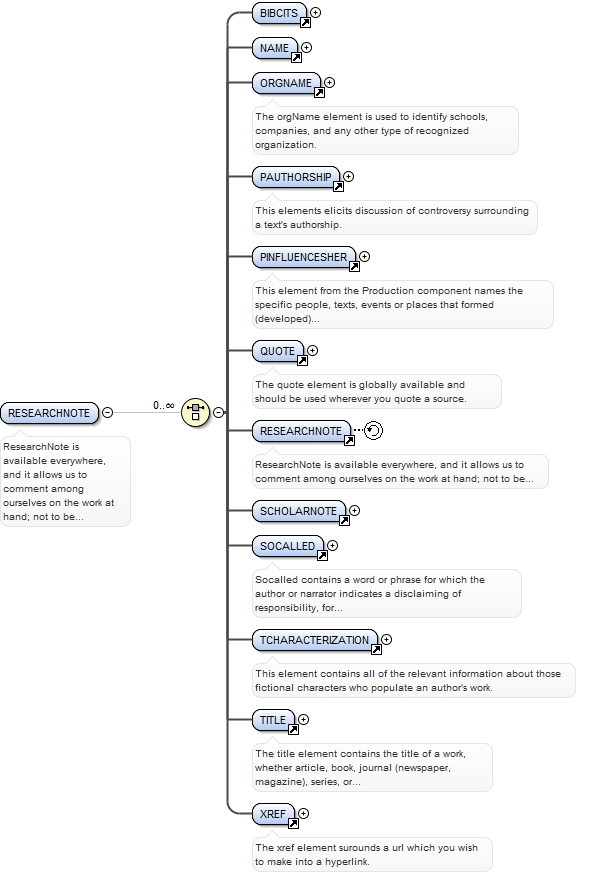 BIBCITS
NAME
ORGNAME
The orgName element is used to identify schools,
companies, and any other type of recognized
organization.
PAUTHORSHIP
This elements elicits discussion of controversy surrounding
a text's authorship.
PINFLUENCESHER
This element from the Production component names the
specific people, texts, events or places that formed
(developed)...
QUOTE
The quote element is globally available and
should be used wherever you quote a source.
RESEARCHNOTE
0..∞
ResearchNote is
available everywhere,
and it allows us to
comment among
ourselves on the work at
hand; not to be...
RESEARCHNOTE
ResearchNote is available everywhere, and it allows us to
comment among ourselves on the work at hand; not to be...
SCHOLARNOTE
SOCALLED
Socalled contains a word or phrase for which the
author or narrator indicates a disclaiming of
responsibility, for...
TCHARACTERIZATION
This element contains all of the relevant information about those
fictional characters who populate an author's work.
TITLE
The title element contains the title of a work,
whether article, book, journal (newspaper,
magazine), series, or...
XREF
The xref element surounds a url which you wish
to make into a hyperlink.